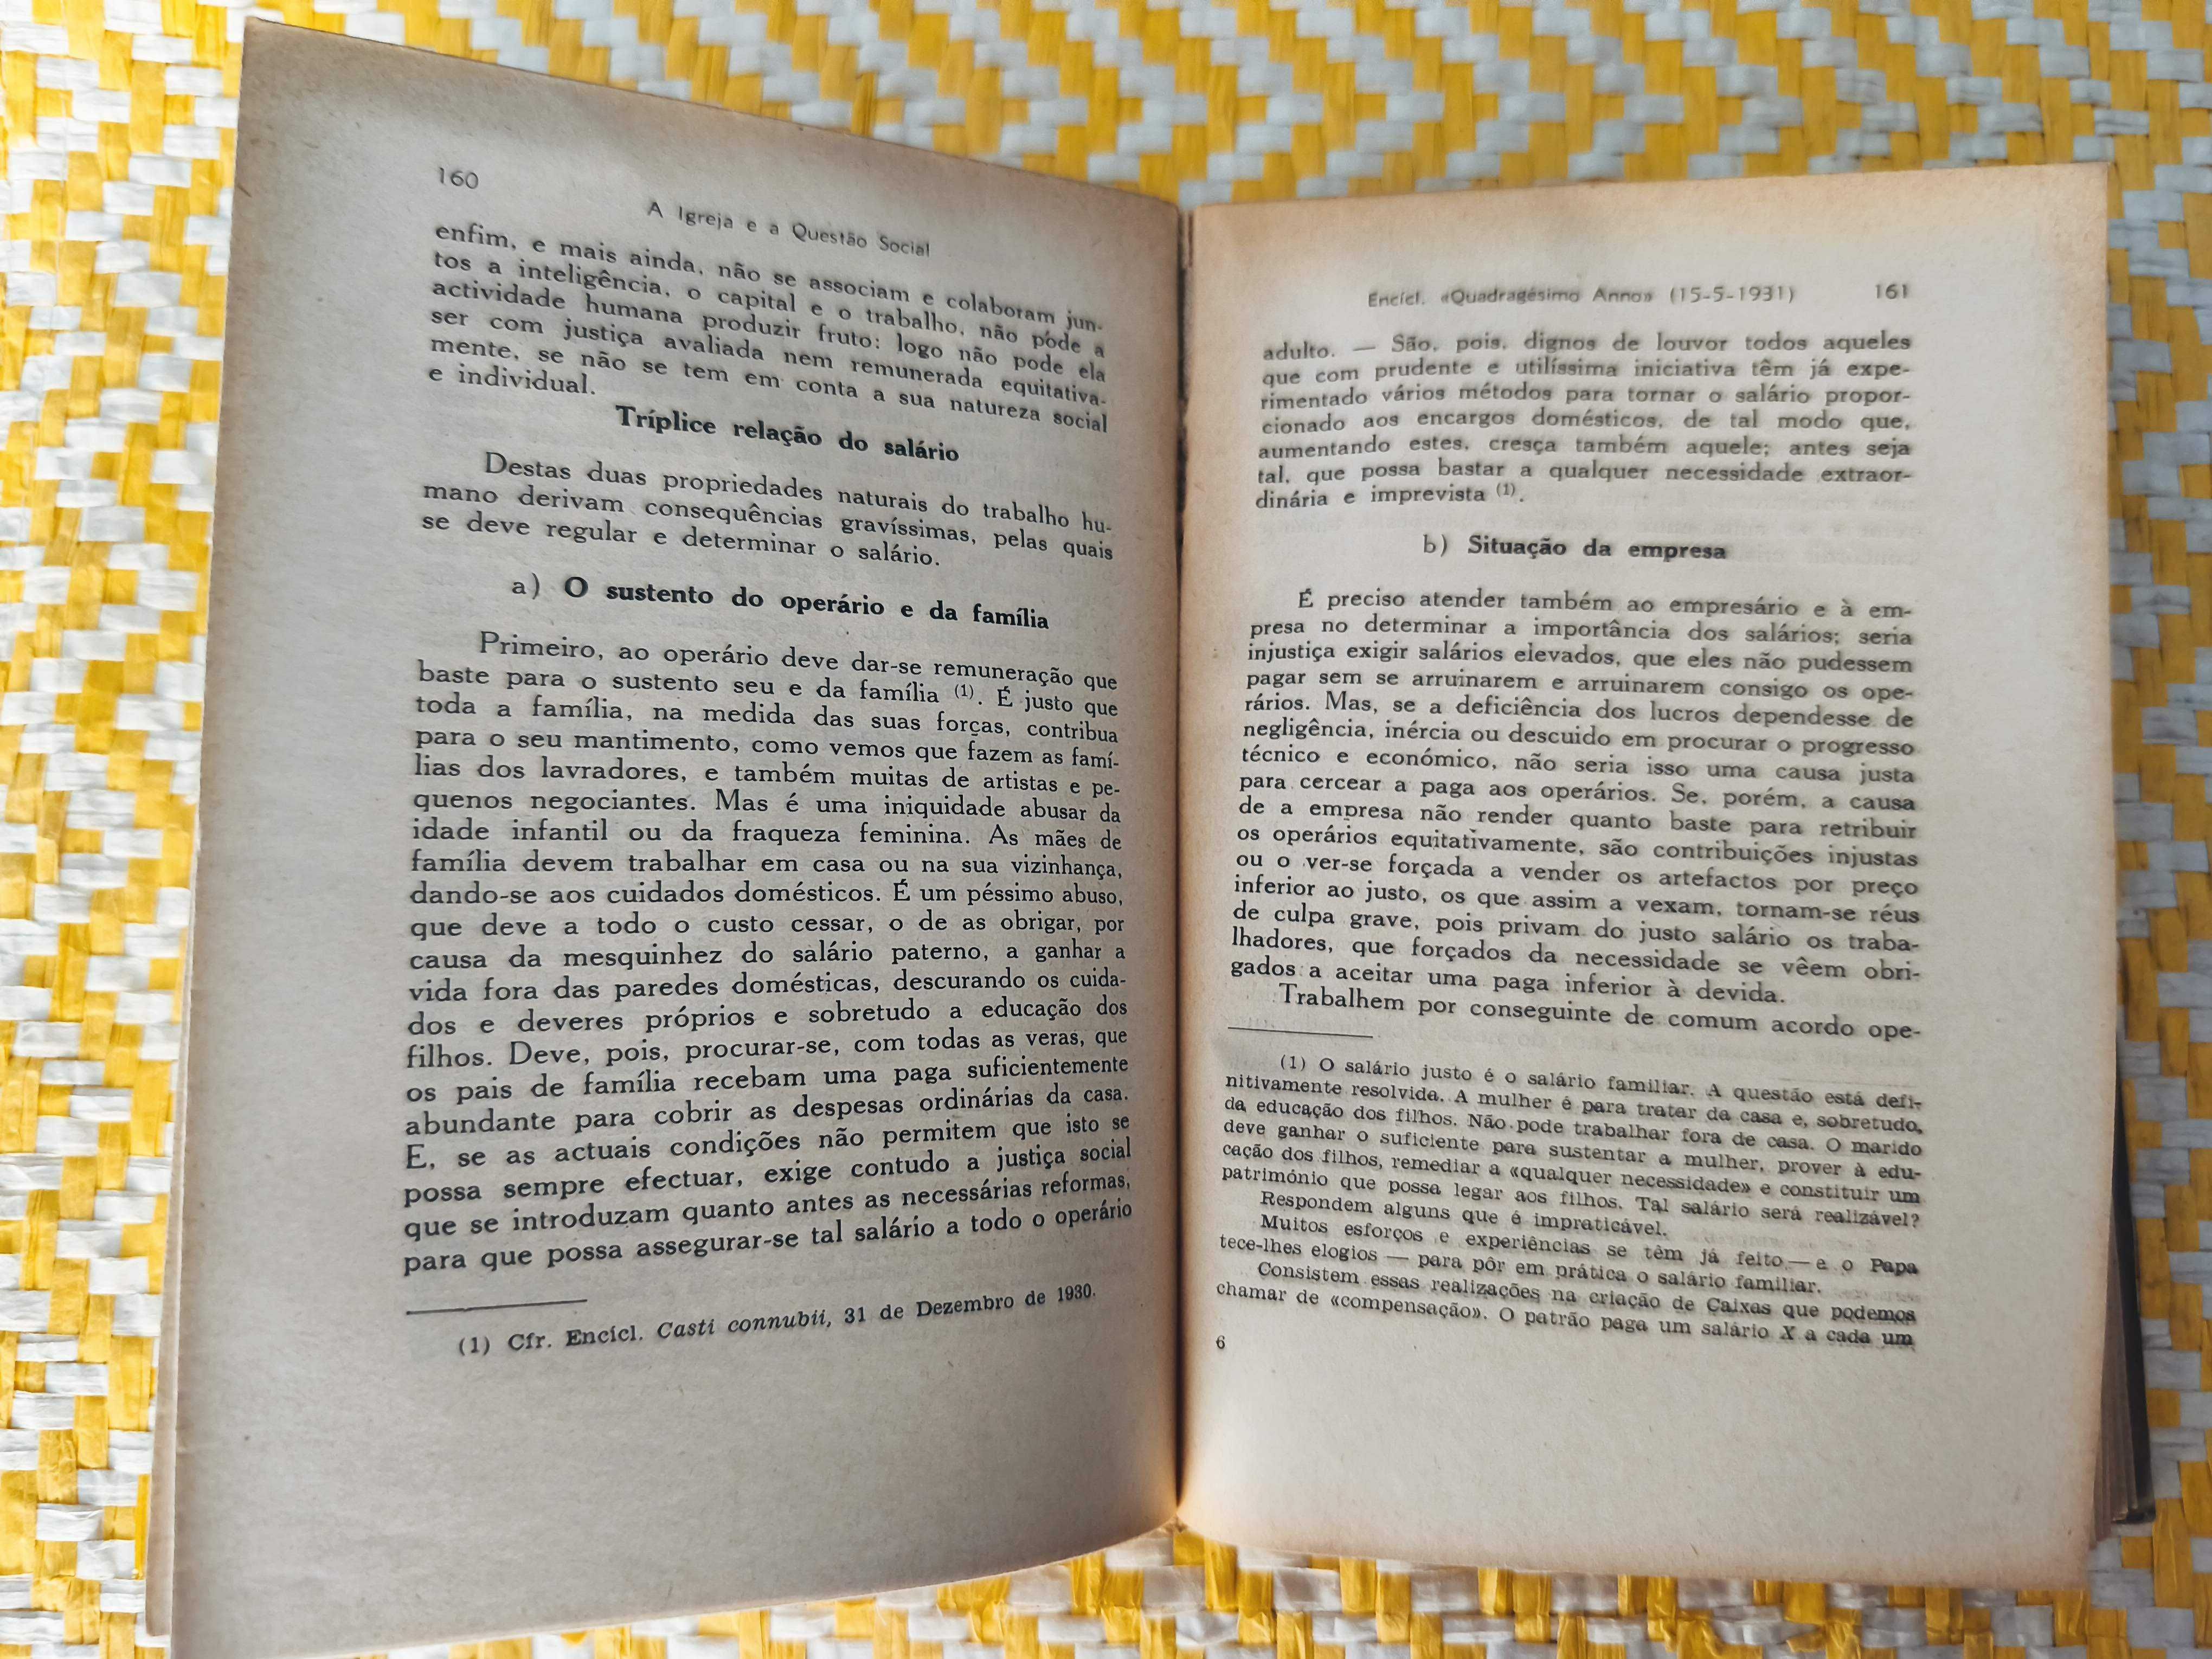 160
A Igreja e a Questão Social
enfim, e mais ainda, não se associam e colaboram jun-
tos a inteligência, o capital e o trabalho, não pode a
actividade humana produzir fruto: logo não pode ela
ser com justiça avaliada nem remunerada equitativa-
mente, se não se tem em conta a sua natureza social
e individual.
Tríplice relação do salário
Destas duas propriedades naturais do trabalho hu-
mano derivam consequências gravíssimas, pelas quais
se deve regular e determinar o salário.
a) O sustento do operário e da família
Primeiro, ao operário deve dar-se remuneração que
baste para o sustento seu e da família (1). É justo que
toda a família, na medida das suas forças, contribua
para o seu mantimento, como vemos que fazem as famí-
lias dos lavradores, e também muitas de artistas e pe-
quenos negociantes. Mas é uma iniquidade abusar da
idade infantil ou da fraqueza feminina. As mães de
família devem trabalhar em casa ou na sua vizinhança,
dando-se aos cuidados domésticos. É um péssimo abuso,
que deve a todo o custo cessar, o de as obrigar, por
causa da mesquinhez do salário paterno, a ganhar a
vida fora das paredes domésticas, descurando os cuida-
dos e deveres próprios e sobretudo a educação dos
filhos. Deve, pois, procurar-se, com todas as veras, que
os pais de família recebam uma paga suficientemente
abundante para cobrir as despesas ordinárias da casa.
E, se as actuais condições não permitem que isto se
possa sempre efectuar, exige contudo a justiça social
que se introduzam quanto antes as necessárias reformas,
para que possa assegurar-se tal salário a todo o operário
(1) Cfr. Encícl. Casti connubii, 31 de Dezembro de 1930.
Encícl. «Quadragésimo Anno» (15-5-1931) 161
adulto. — São, pois, dignos de louvor todos aqueles
que com prudente e utilíssima iniciativa têm já expe-
rimentado vários métodos para tornar o salário propor-
cionado aos encargos domésticos, de tal modo que,
aumentando estes, cresça também aquele; antes seja
tal, que possa bastar a qualquer necessidade extraor-
dinária e imprevista (1).
b) Situação da empresa
É preciso atender também ao empresário e à em-
presa no determinar a importância dos salários; seria
injustiça exigir salários elevados, que eles não pudessem
pagar sem se arruinarem e arruinarem consigo os ope-
rários. Mas, se a deficiência dos lucros dependesse de
negligência, inércia ou descuido em procurar o progresso
técnico e económico, não seria isso uma causa justa
para cercear a paga aos operários. Se, porém, a causa
de a empresa não render quanto baste para retribuir
os operários equitativamente, são contribuições injustas
ou o ver-se forçada a vender os artefactos por preço
inferior ao justo, os que assim a vexam, tornam-se réus
de culpa grave, pois privam do justo salário os traba-
lhadores, que forçados da necessidade se vêem obri-
gados a aceitar uma paga inferior à devida.
Trabalhem por conseguinte de comum acordo ope-
(1) O salário justo é o salário familiar. A questão está defi-
nitivamente resolvida. A mulher é para tratar da casa e, sobretudo,
da educação dos filhos. Não pode trabalhar fora de casa. O marido
deve ganhar o suficiente para sustentar a mulher, prover à edu-
cação dos filhos, remediar a «qualquer necessidade» e constituir um
património que possa legar aos filhos. Tal salário será realizável?
Respondem alguns que é impraticável.
Muitos esforços e experiências se têm já feito — e o Papa
tece-lhes elogios — para pôr em prática o salário familiar.
Consistem essas realizações na criação de Caixas que podemos
chamar de «compensação». O patrão paga um salário X a cada um
6